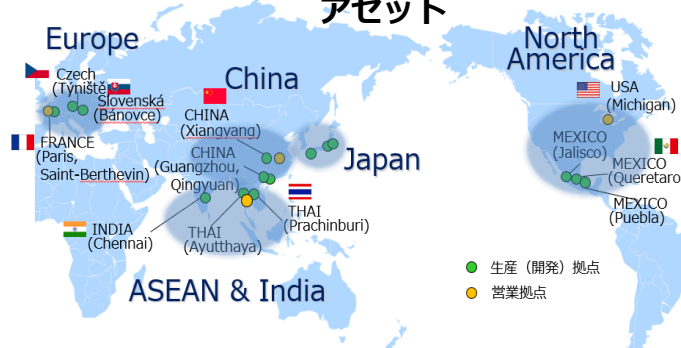 アセット
Europe
North
America
China
Czech
(Týniště
Slovenská
(Bánovce)
USA
(Michigan)
CHINA
(Xiangyang)
FRANCE
(Paris,
Saint-Berthevin)
CHINA
(Guangzhou,
Qingyuan)
Japan
MEXICO
(Jalisco)
MEXICO
(Queretaro
MEXICO
(Puebla)
INDIA
(Chennai)
THAI
(Ayutthaya)
THAI
(Prachinburi)
ASEAN & India
生産（開発）拠点
営業拠点